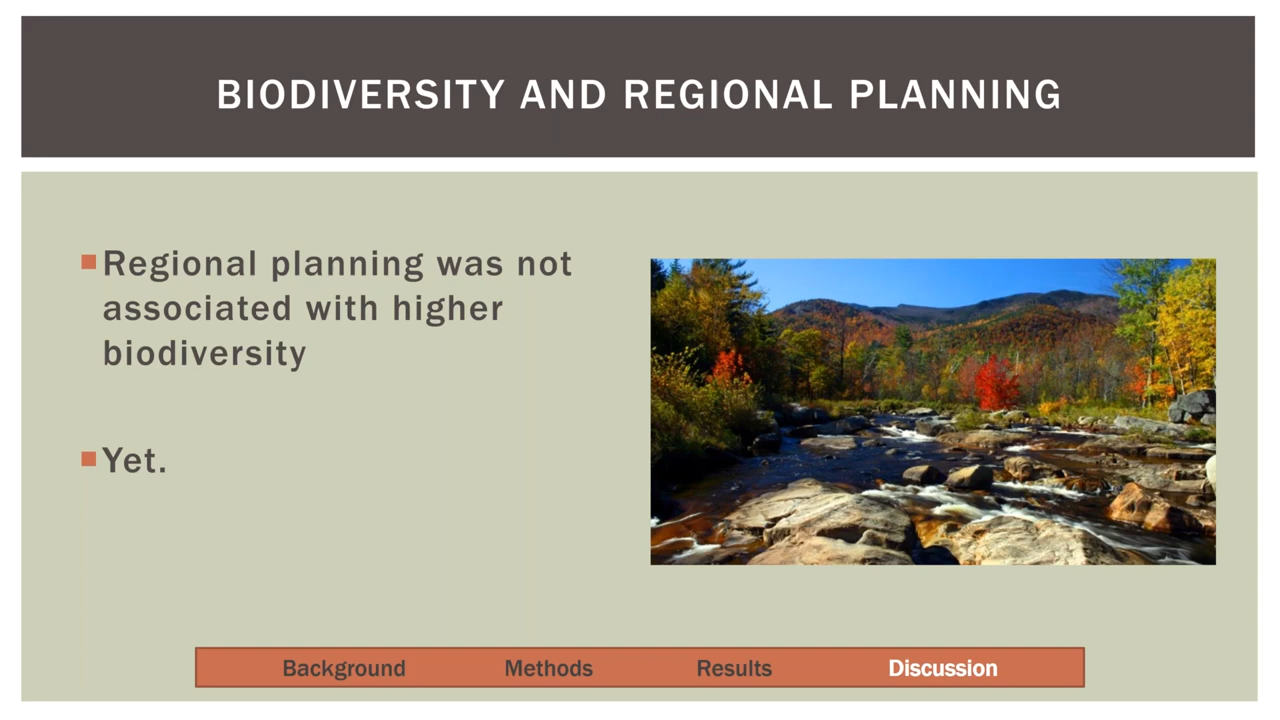 BIODIVERSITY AND REGIONAL PLANNING
Regional planning was not
associated with higher
biodiversity
Yet.
Background Methods Results Discussion